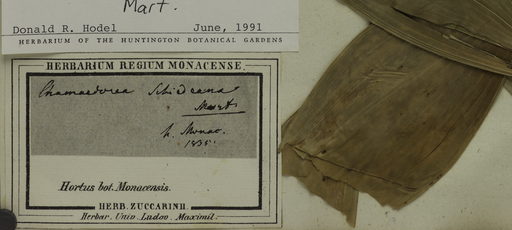 Mart.
Donald R. Hodel June, 1991
HERBARIUM OF THE HUNTINGTON BOTANICAL GARDENS
HERBARIUM REGIUM MONACENSE.
Chamaedorea Schideana
Mart
h. Monac.
1835.
Hortus bot. Monacensis.
HERB. ZUCCARINII.
Herbar. Univ. Ludov. Maximil.